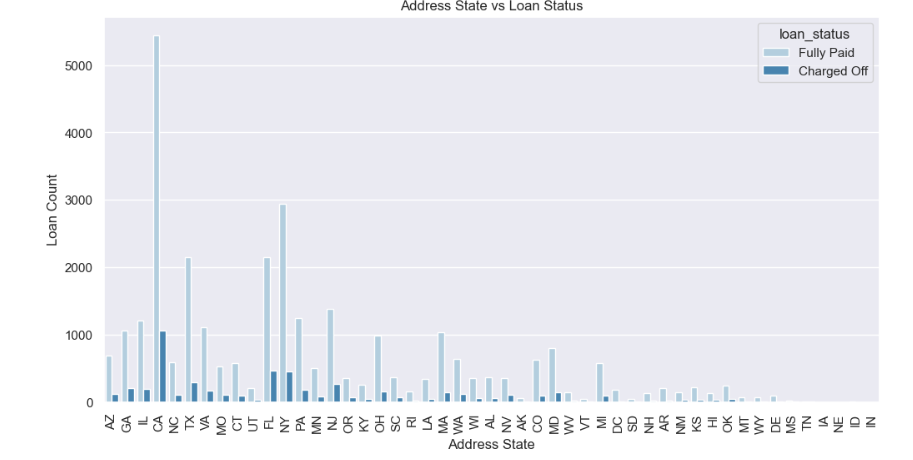 Address State vs Loan Status
loan_status
Fully Paid
Charged Off
Loan Count
5000
4000
3000
2000
1000
0
AZ GA IL CA NC TX VA MO CT UT FL NY PA MN NJ OR KY OH SC RI LA MA WA WI AL NV AK CO MD WV VT MI DC SD NH AR NM KS HI OK MT WY DE MS TN IA NE ID IN
Address State